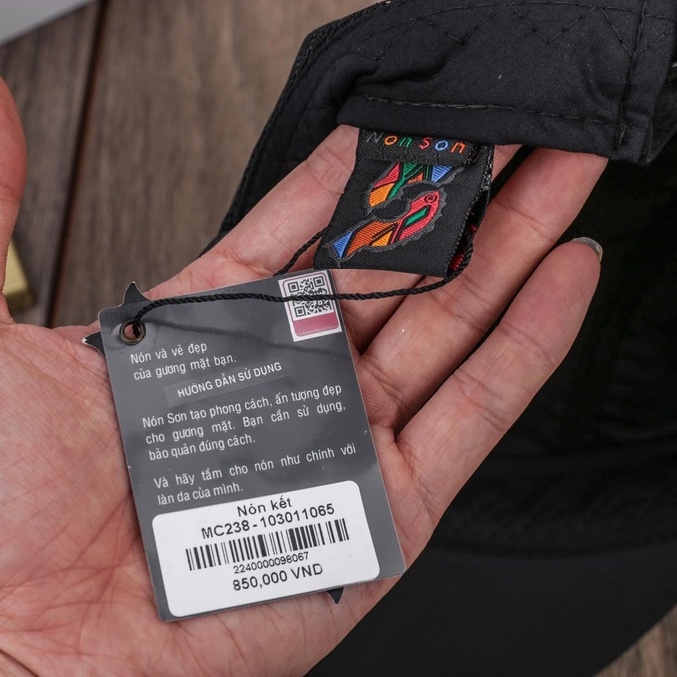 Nón Sơn
Nón và vẻ đẹp
của gương mặt bạn.
HƯỚNG DẪN SỬ DỤNG
Nón Sơn tạo phong cách, ấn tượng đẹp
cho gương mặt. Bạn cần sử dụng,
bảo quản đúng cách.
Và hãy tắm cho nón như chính với
làn da của mình.
Nón kết
MC238-103011065
2240000098067
850,000 VND